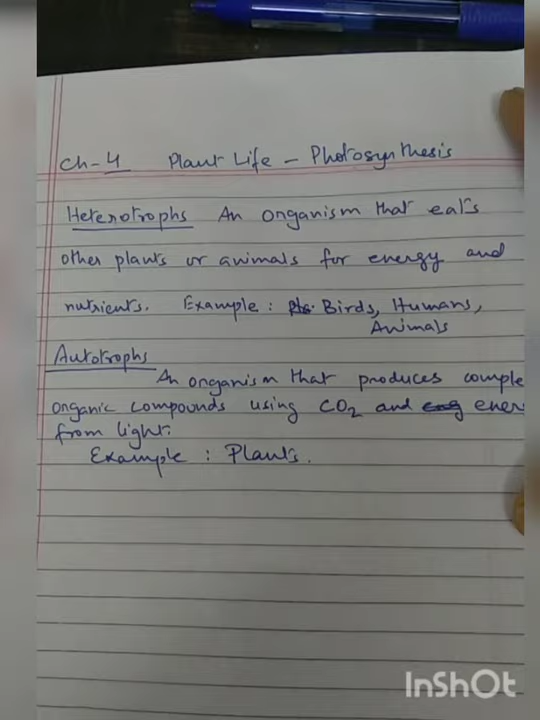 Ch-4 Plant Life - Photosynthesis
Heterotrophs An organism that eats
other plants or animals for energy and
nutrients. Example : Birds, Humans,
Animals
Autotrophs
An organism that produces comple
organic compounds using CO2 and ener
from light.
Example : Plants.
InShOt